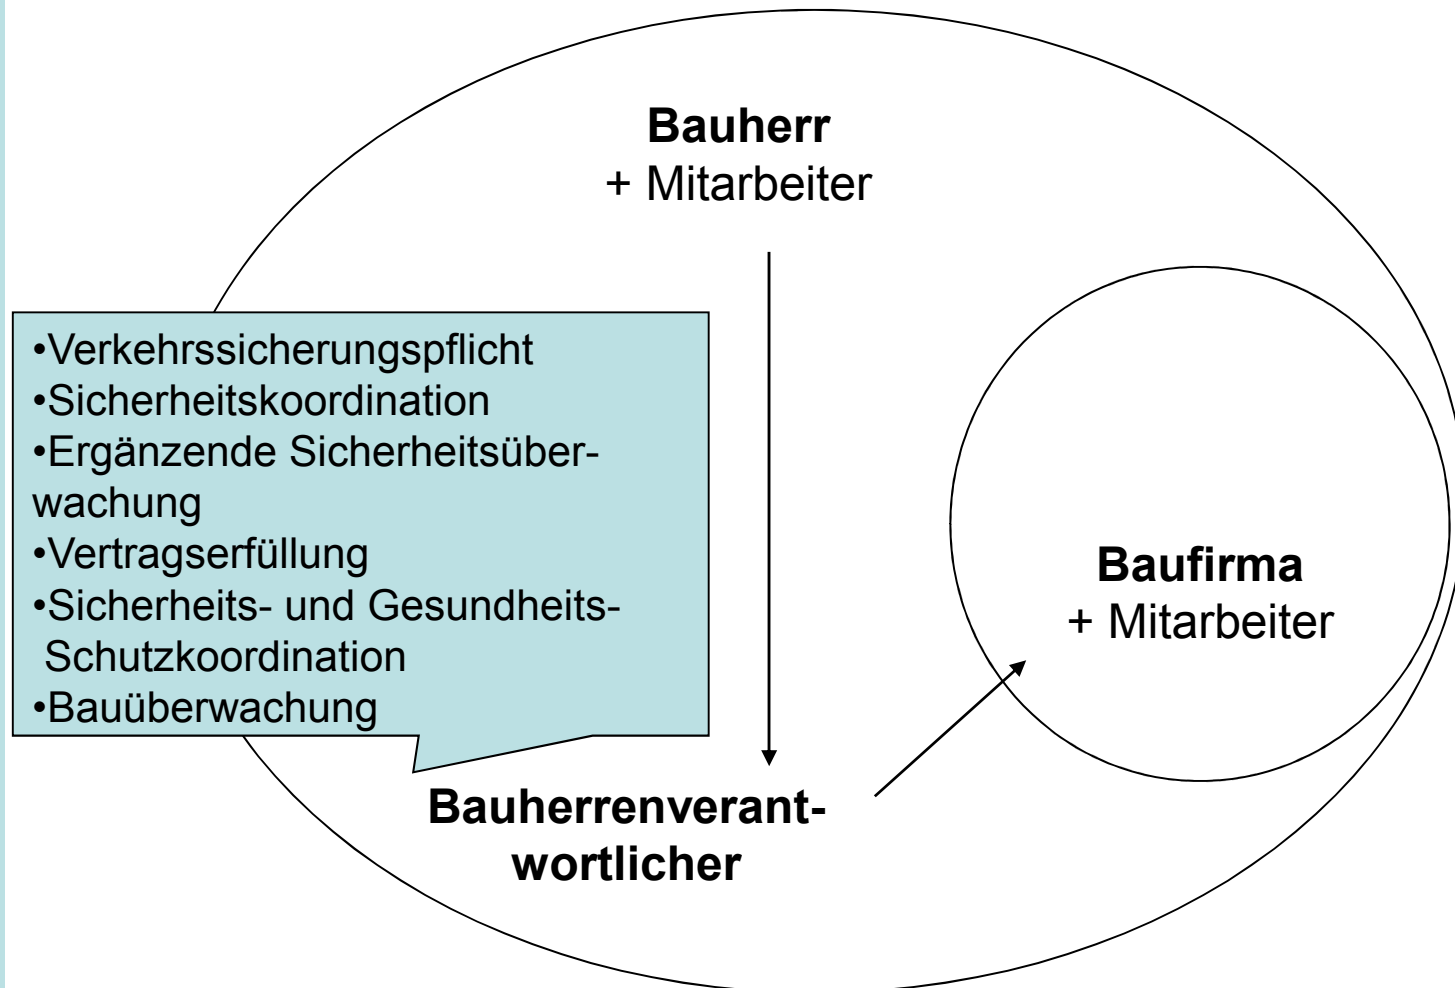 Bauherr
+ Mitarbeiter
•Verkehrssicherungspflicht
•Sicherheitskoordination
•Ergänzende Sicherheitsüber-
wachung
•Vertragserfüllung
•Sicherheits- und Gesundheits-
Schutzkoordination
•Bauüberwachung
Baufirma
+ Mitarbeiter
Bauherrenverant-
wortlicher